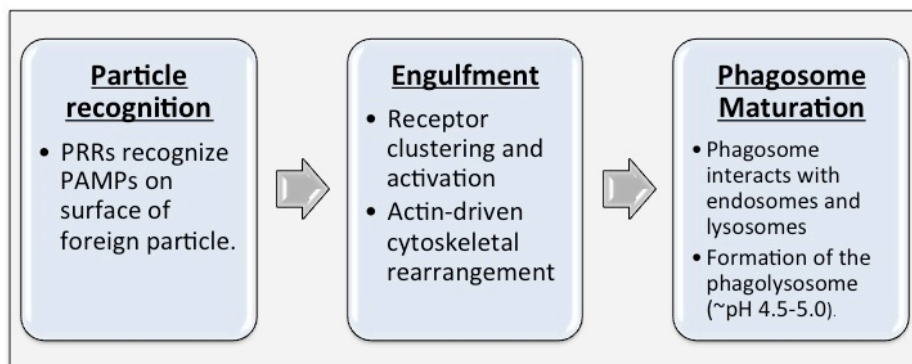 Particle
recognition
• PRRs recognize
PAMPs on
surface of
foreign particle.
Engulfment
• Receptor
clustering and
activation
• Actin-driven
cytoskeletal
rearrangement
Phagosome
Maturation
• Phagosome
interacts with
endosomes and
lysosomes
• Formation of the
phagolysosome
(~pH 4.5-5.0).